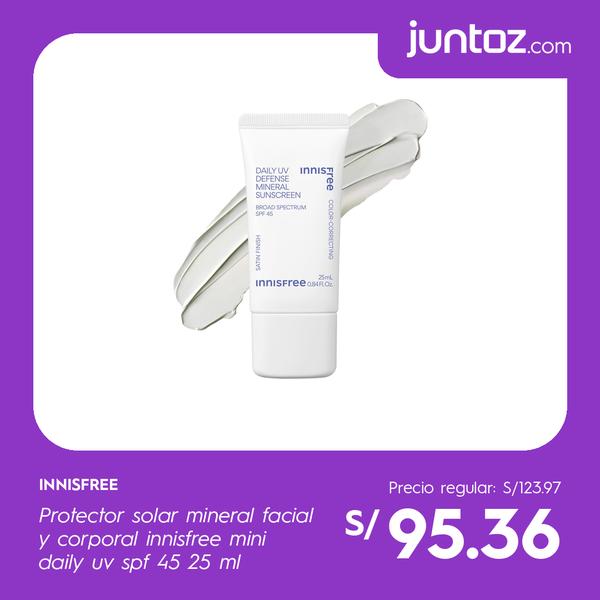 juntoz.com
DAILY UV
DEFENSE
MINERAL
SUNSCREEN
BROAD SPECTRUM
SPF 45
innisfree
COLOR-CORRECTING
SATIN FINISH
innisfree
25 mL
0.84 Fl. Oz.
INNISFREE
Protector solar mineral facial
y corporal innisfree mini
daily uv spf 45 25 ml
Precio regular: S/123.97
S/95.36